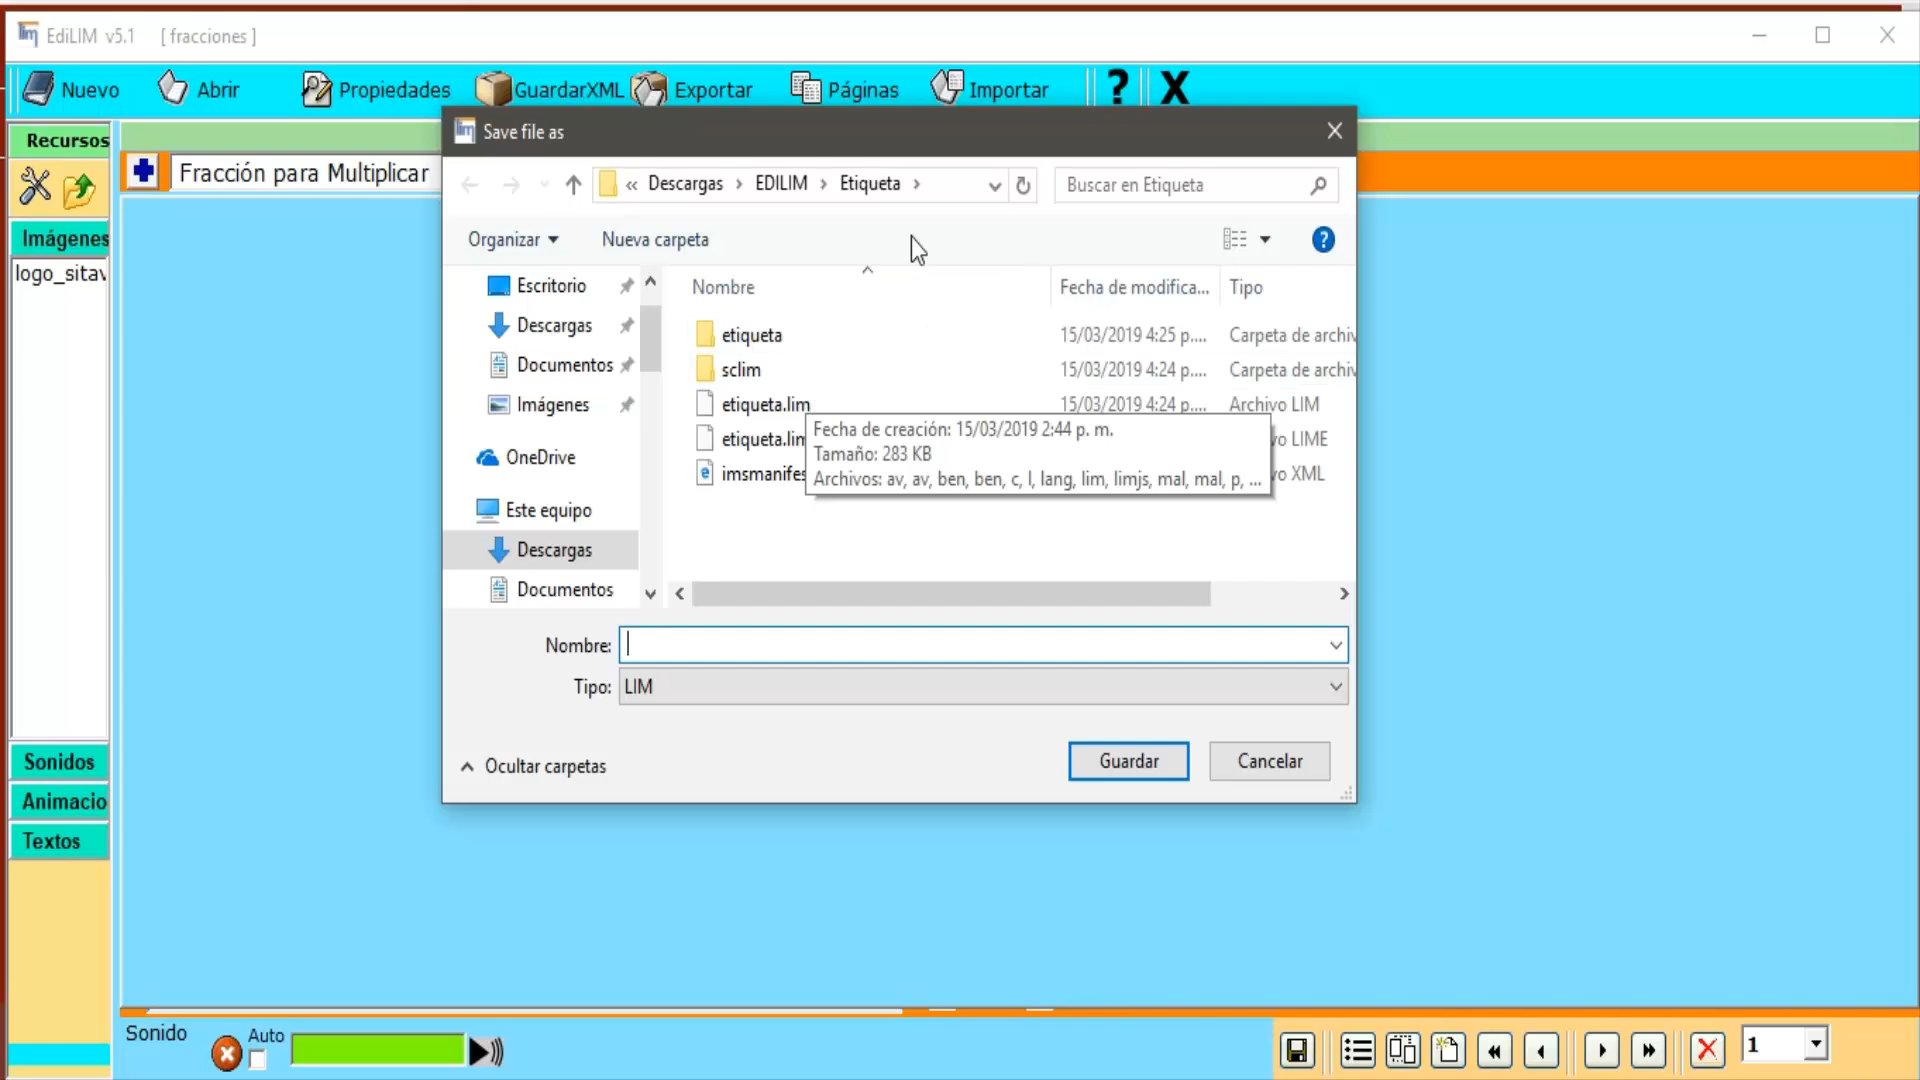 EdiLIM v5.1 [ fracciones ]
Nuevo Abrir Propiedades GuardarXML Exportar Páginas Importar ? X
Recursos
Fracción para Multiplicar
Imágenes
logo_sitav
Sonidos
Animacio
Textos
Save file as
« Descargas › EDILIM › Etiqueta ›
Buscar en Etiqueta
Organizar Nueva carpeta
Escritorio
Descargas
Documentos
Imágenes
OneDrive
Este equipo
Descargas
Documentos
Nombre Fecha de modifica... Tipo
etiqueta 15/03/2019 4:25 p.... Carpeta de archiv
sclim 15/03/2019 4:24 p.... Carpeta de archiv
etiqueta.lim 15/03/2019 4:24 p.... Archivo LIM
etiqueta.lim vo LIME
imsmanifes vo XML
Fecha de creación: 15/03/2019 2:44 p. m.
Tamaño: 283 KB
Archivos: av, av, ben, ben, c, l, lang, lim, limjs, mal, mal, p, ...
Nombre:
Tipo: LIM
Ocultar carpetas
Guardar Cancelar
Sonido
Auto
1